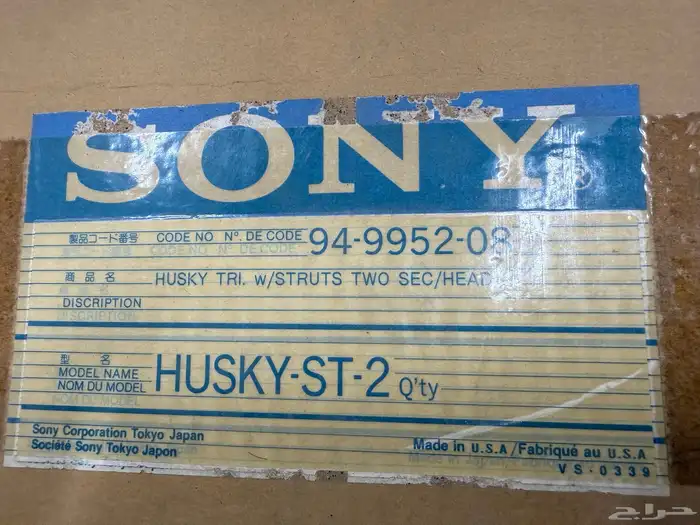 SONY®
製品コード番号 CODE NO Nº. DE CODE 94-9952-08
商品名 HUSKY TRI. w/STRUTS TWO SEC/HEAD
DISCRIPTION
型名
MODEL NAME HUSKY-ST-2 Q'ty
NOM DU MODEL
Sony Corporation Tokyo Japan
Société Sony Tokyo Japon
Made in U.S.A/Fabriqué au U.S.A
VS-0339
حراج